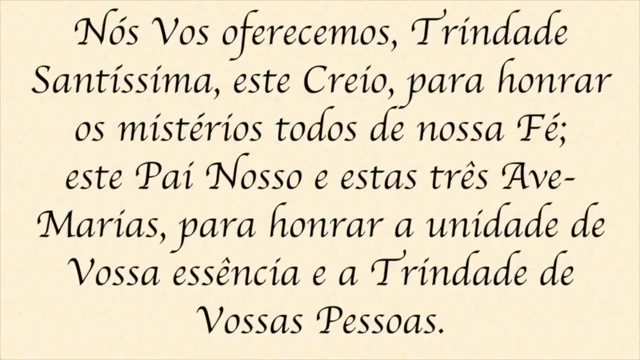 Nós Vos oferecemos, Trindade
Santíssima, este Creio, para honrar
os mistérios todos de nossa Fé;
este Pai Nosso e estas três Ave-
Marias, para honrar a unidade de
Vossa essência e a Trindade de
Vossas Pessoas.